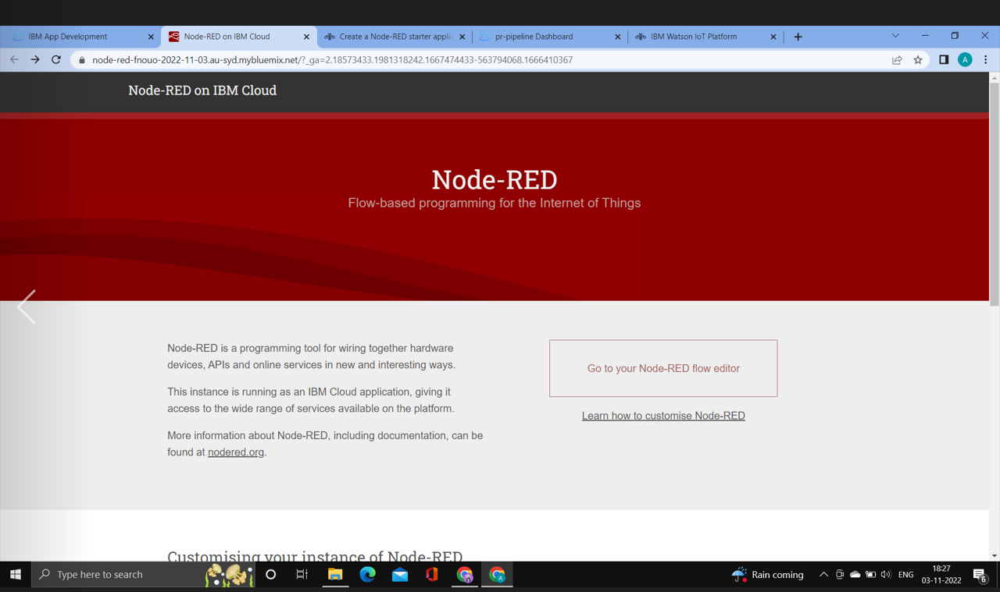 IBM App Development
Node-RED on IBM Cloud
Create a Node-RED starter applic
pr-pipeline Dashboard
IBM Watson IoT Platform
node-red-fnouo-2022-11-03.au-syd.mybluemix.net/?_ga=2.18573433.1981318242.1667474433-563794068.1666410367
A
Node-RED on IBM Cloud
Node-RED
Flow-based programming for the Internet of Things
Node-RED is a programming tool for wiring together hardware
devices, APIs and online services in new and interesting ways.
This instance is running as an IBM Cloud application, giving it
access to the wide range of services available on the platform.
More information about Node-RED, including documentation, can be
found at nodered.org.
Go to your Node-RED flow editor
Learn how to customise Node-RED
Customising your instance of Node-RED
Type here to search
Rain coming
ENG
18:27
03-11-2022
6